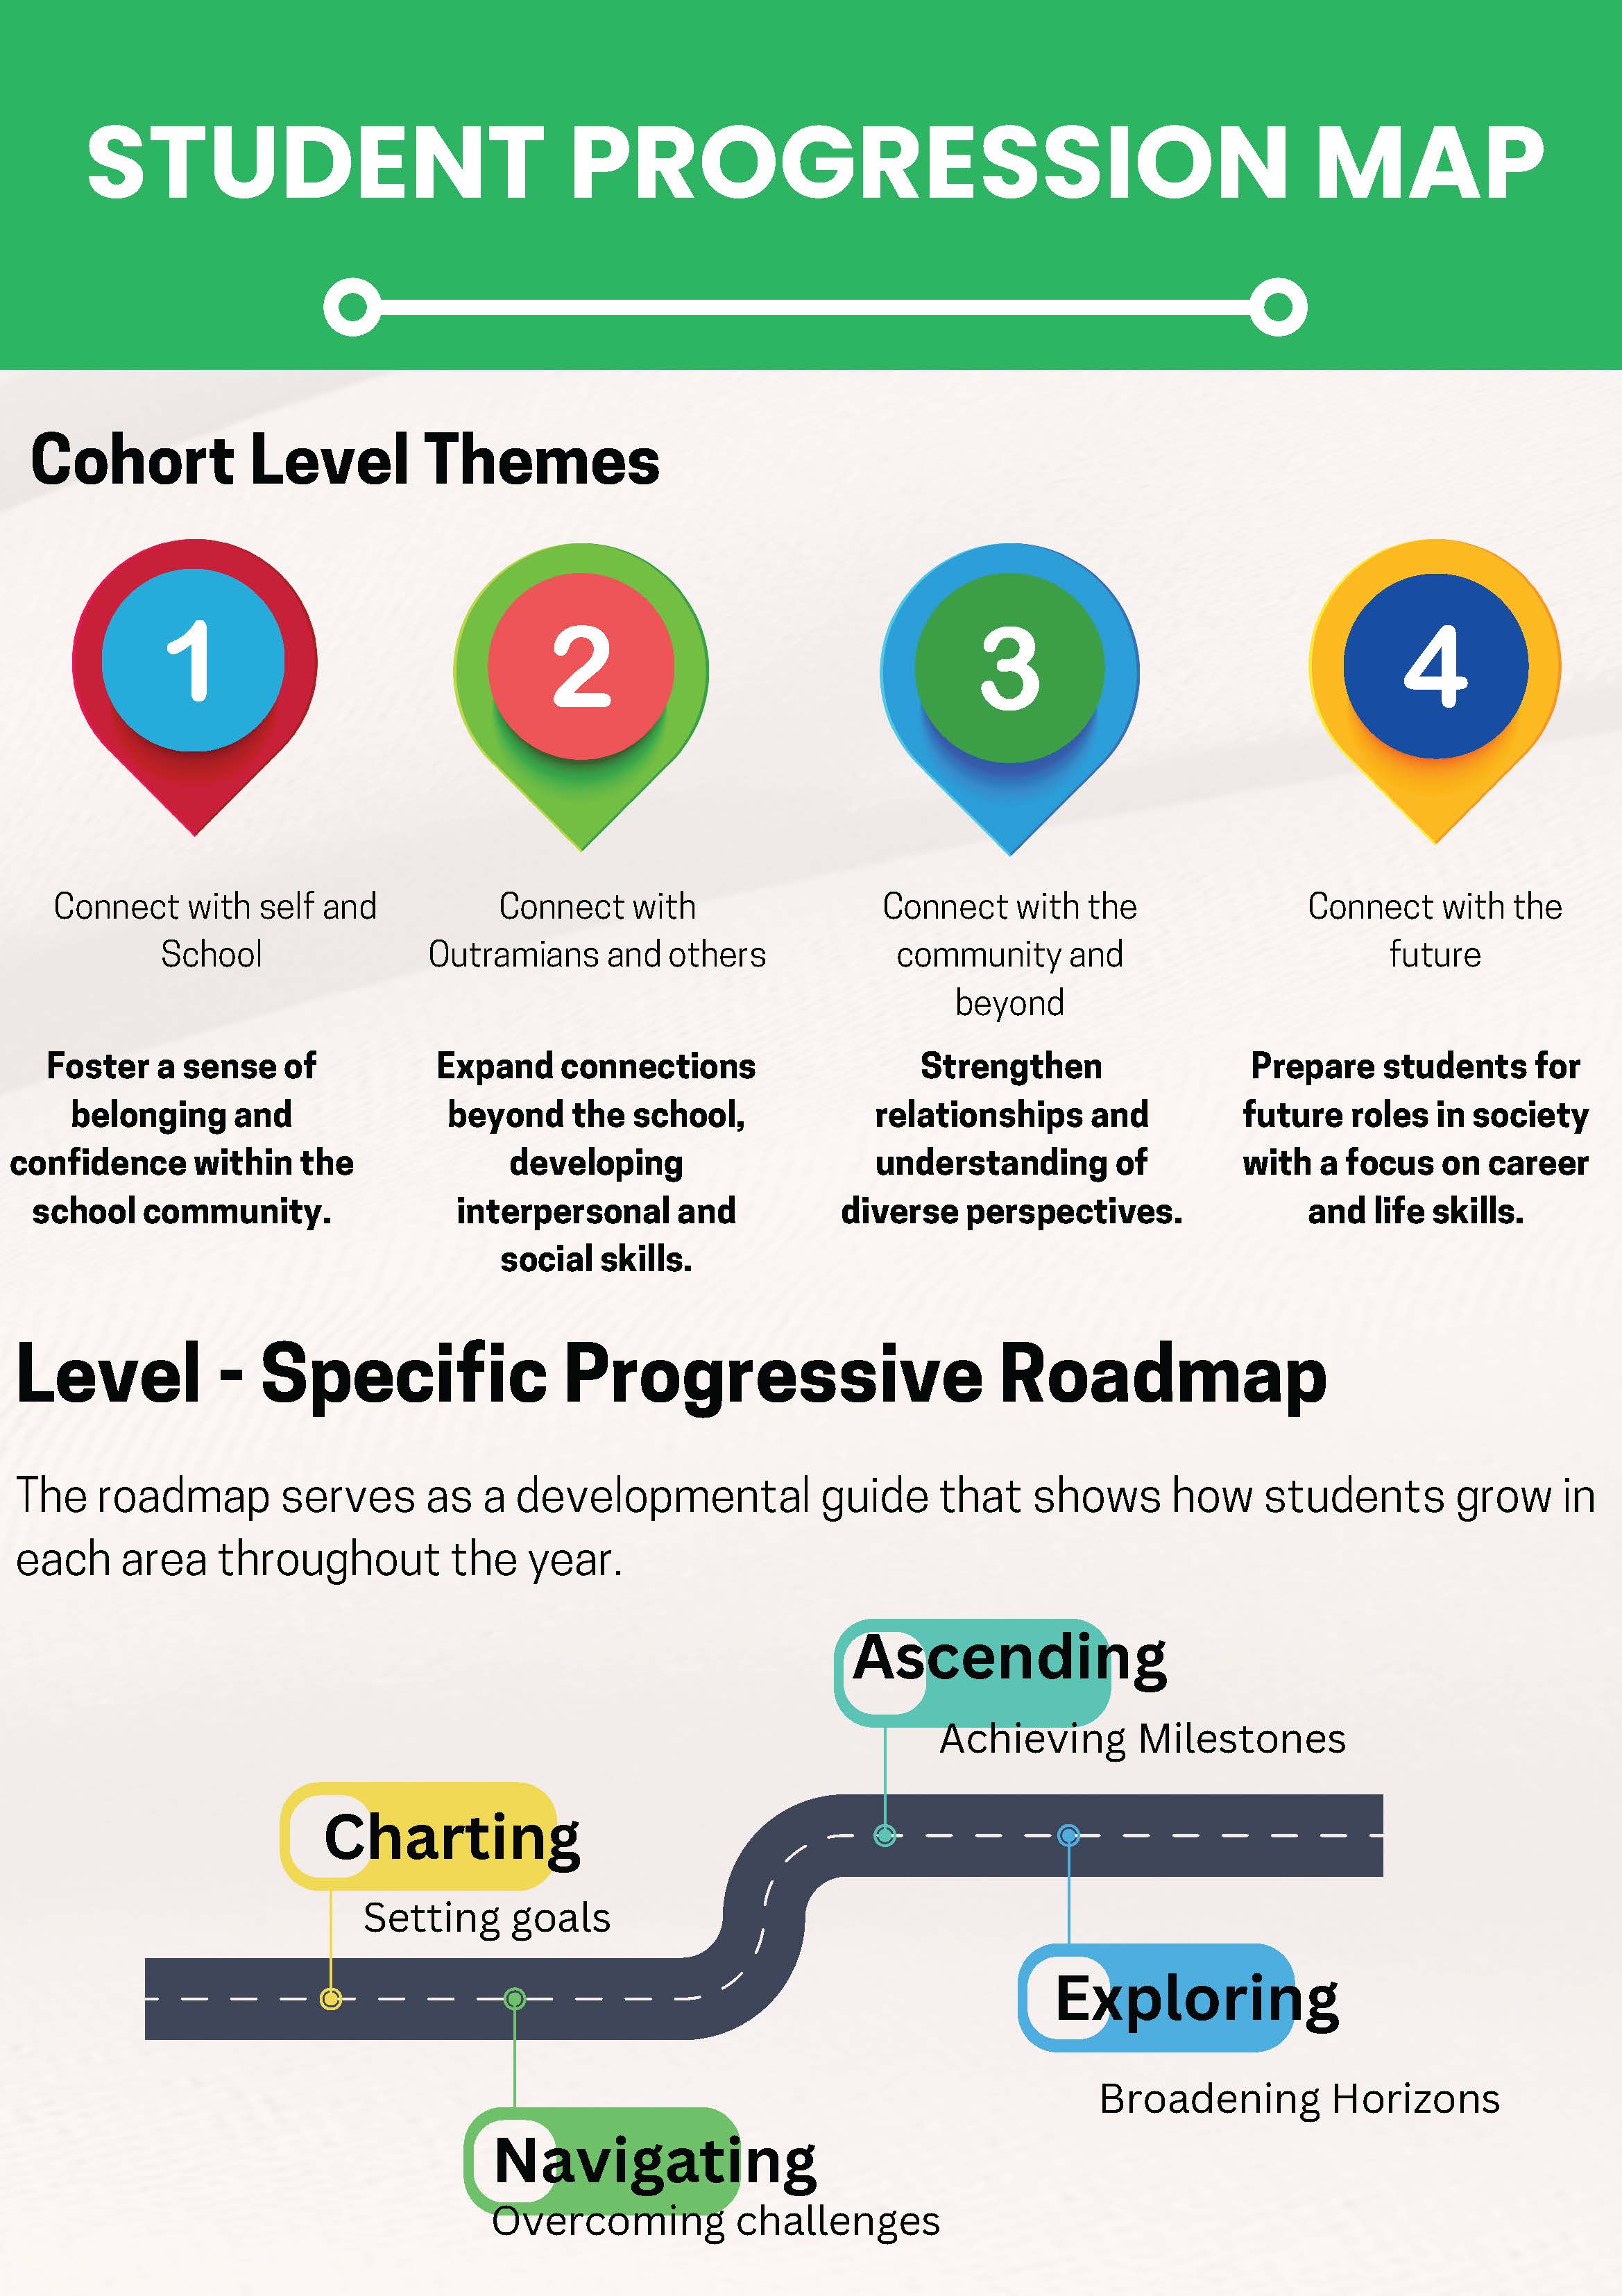 STUDENT PROGRESSION MAP
Cohort Level Themes
1
2
3
4
Connect with self and
School
Foster a sense of
belonging and
confidence within the
school community.
Connect with
Outramians and others
Expand connections
beyond the school,
developing
interpersonal and
social skills.
Connect with the
community and
beyond
Strengthen
relationships and
understanding of
diverse perspectives.
Connect with the
future
Prepare students for
future roles in society
with a focus on career
and life skills.
Level - Specific Progressive Roadmap
The roadmap serves as a developmental guide that shows how students grow in
each area throughout the year.
Charting
Setting goals
Navigating
Overcoming challenges
Ascending
Achieving Milestones
Exploring
Broadening Horizons